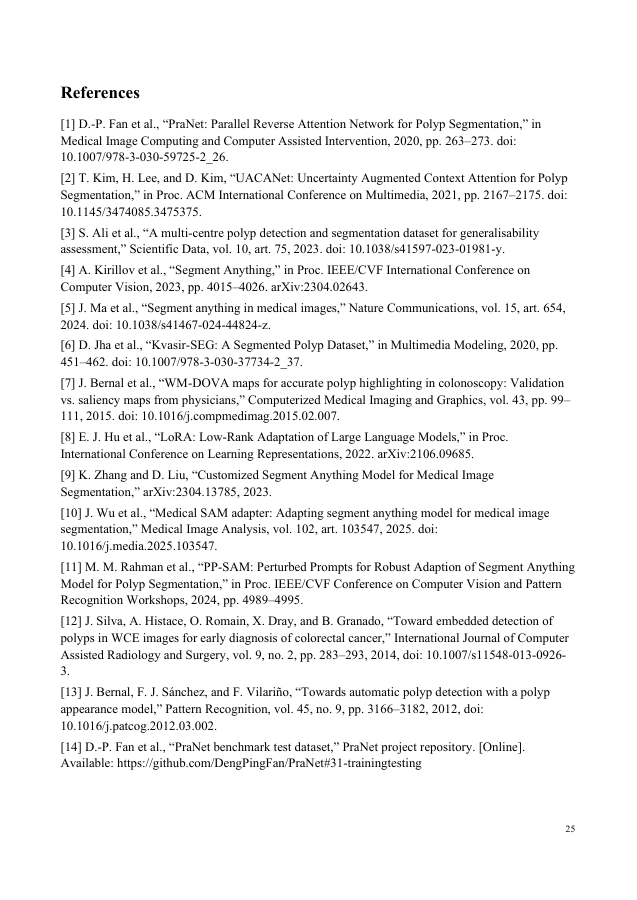 References
[1] D.-P. Fan et al., “PraNet: Parallel Reverse Attention Network for Polyp Segmentation,” in
Medical Image Computing and Computer Assisted Intervention, 2020, pp. 263–273. doi:
10.1007/978-3-030-59725-2_26.
[2] T. Kim, H. Lee, and D. Kim, “UACANet: Uncertainty Augmented Context Attention for Polyp
Segmentation,” in Proc. ACM International Conference on Multimedia, 2021, pp. 2167–2175. doi:
10.1145/3474085.3475375.
[3] S. Ali et al., “A multi-centre polyp detection and segmentation dataset for generalisability
assessment,” Scientific Data, vol. 10, art. 75, 2023. doi: 10.1038/s41597-023-01981-y.
[4] A. Kirillov et al., “Segment Anything,” in Proc. IEEE/CVF International Conference on
Computer Vision, 2023, pp. 4015–4026. arXiv:2304.02643.
[5] J. Ma et al., “Segment anything in medical images,” Nature Communications, vol. 15, art. 654,
2024. doi: 10.1038/s41467-024-44824-z.
[6] D. Jha et al., “Kvasir-SEG: A Segmented Polyp Dataset,” in Multimedia Modeling, 2020, pp.
451–462. doi: 10.1007/978-3-030-37734-2_37.
[7] J. Bernal et al., “WM-DOVA maps for accurate polyp highlighting in colonoscopy: Validation
vs. saliency maps from physicians,” Computerized Medical Imaging and Graphics, vol. 43, pp. 99–
111, 2015. doi: 10.1016/j.compmedimag.2015.02.007.
[8] E. J. Hu et al., “LoRA: Low-Rank Adaptation of Large Language Models,” in Proc.
International Conference on Learning Representations, 2022. arXiv:2106.09685.
[9] K. Zhang and D. Liu, “Customized Segment Anything Model for Medical Image
Segmentation,” arXiv:2304.13785, 2023.
[10] J. Wu et al., “Medical SAM adapter: Adapting segment anything model for medical image
segmentation,” Medical Image Analysis, vol. 102, art. 103547, 2025. doi:
10.1016/j.media.2025.103547.
[11] M. M. Rahman et al., “PP-SAM: Perturbed Prompts for Robust Adaption of Segment Anything
Model for Polyp Segmentation,” in Proc. IEEE/CVF Conference on Computer Vision and Pattern
Recognition Workshops, 2024, pp. 4989–4995.
[12] J. Silva, A. Histace, O. Romain, X. Dray, and B. Granado, “Toward embedded detection of
polyps in WCE images for early diagnosis of colorectal cancer,” International Journal of Computer
Assisted Radiology and Surgery, vol. 9, no. 2, pp. 283–293, 2014, doi: 10.1007/s11548-013-0926-
3.
[13] J. Bernal, F. J. Sánchez, and F. Vilariño, “Towards automatic polyp detection with a polyp
appearance model,” Pattern Recognition, vol. 45, no. 9, pp. 3166–3182, 2012, doi:
10.1016/j.patcog.2012.03.002.
[14] D.-P. Fan et al., “PraNet benchmark test dataset,” PraNet project repository. [Online].
Available: https://github.com/DengPingFan/PraNet#31-trainingtesting
25